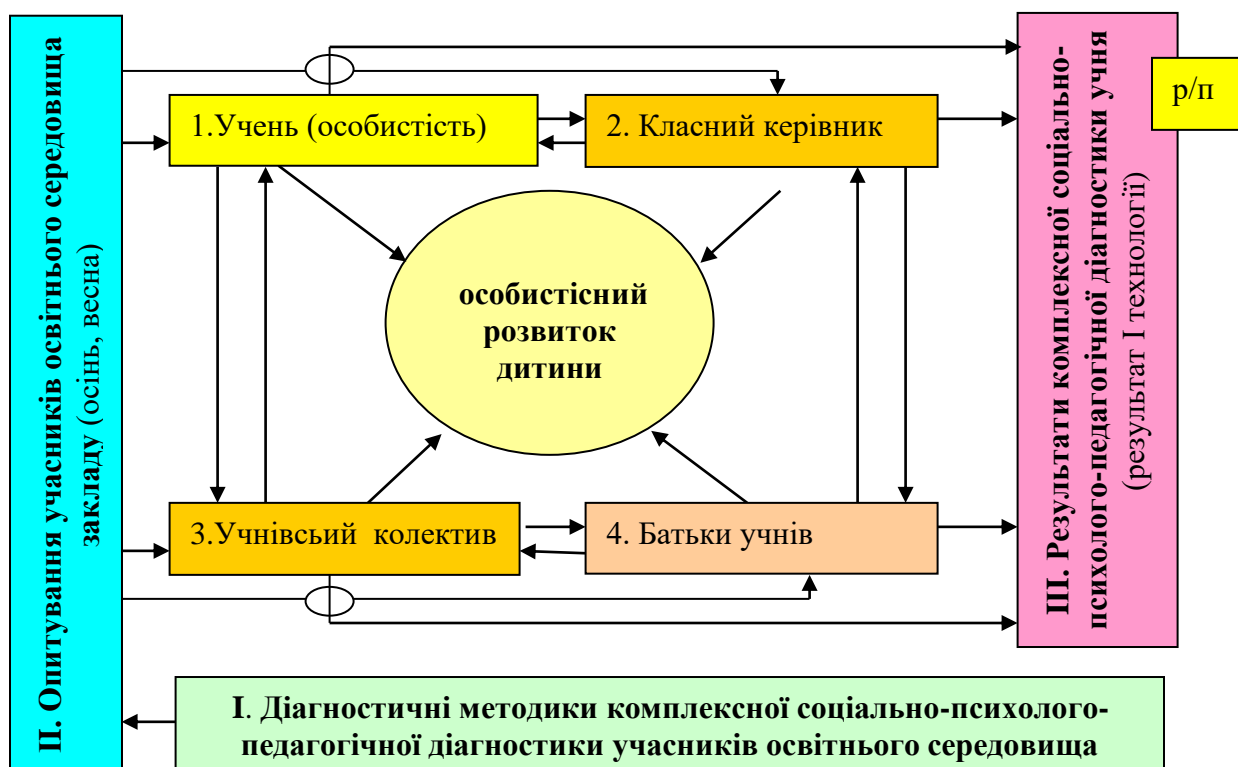 II. Опитування учасників освітнього середовища
закладу (осінь, весна)
1.Учень (особистість)
2. Класний керівник
особистісний
розвиток
дитини
3.Учнівсьий колектив
4. Батьки учнів
III. Результати комплексної соціально-
психолого-педагогічної діагностики учня
(результат І технології)
р/п
I. Діагностичні методики комплексної соціально-психолого-
педагогічної діагностики учасників освітнього середовища